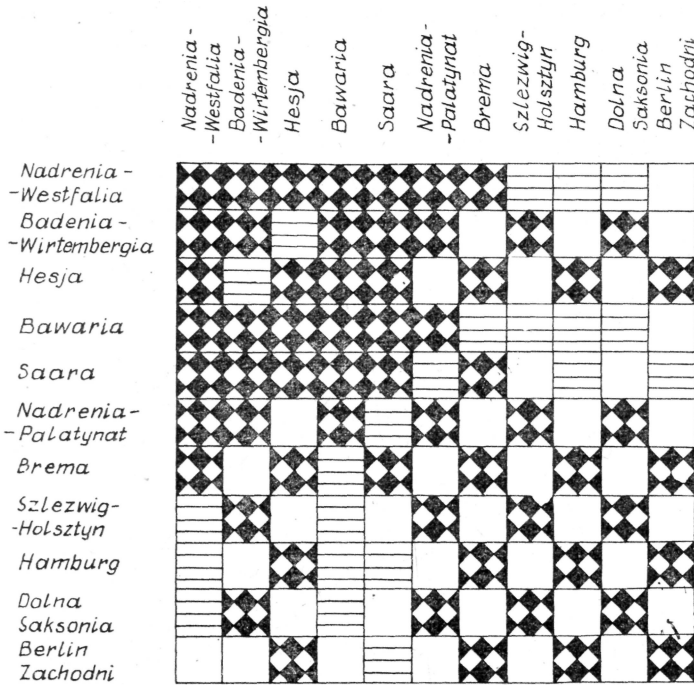 Nadrenia-
-Westfalia
Badenia-
-Wirtembergia
Hesja
Bawaria
Saara
Nadrenia-
-Palatynat
Brema
Szlezwig-
Holsztyn
Hamburg
Dolna
Saksonia
Berlin
Zachodni
Nadrenia-
-Westfalia
Badenia-
-Wirtembergia
Hesja
Bawaria
Saara
Nadrenia-
-Palatynat
Brema
Szlezwig-
-Holsztyn
Hamburg
Dolna
Saksonia
Berlin
Zachodni